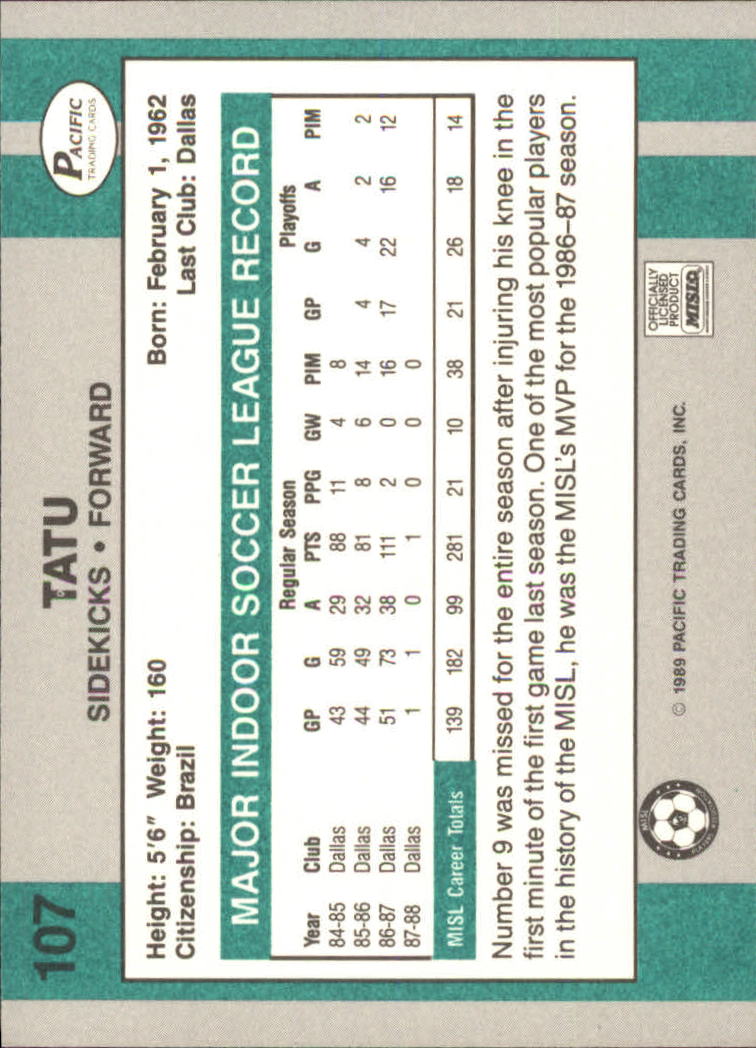 107
TATU
SIDEKICKS • FORWARD
PACIFIC
TRADING CARDS
Height: 5'6" Weight: 160
Born: February 1, 1962
Citizenship: Brazil
Last Club: Dallas
MAJOR INDOOR SOCCER LEAGUE RECORD
Regular Season Playoffs
Year Club GP G A PTS PPG GW PIM GP G A PIM
84-85 Dallas 43 59 29 88 11 4 8
85-86 Dallas 44 49 32 81 8 6 14 4 4 2 2
86-87 Dallas 51 73 38 111 2 0 16 17 22 16 12
87-88 Dallas 1 1 0 1 0 0 0
MISL Career Totals 139 182 99 281 21 10 38 21 26 18 14
Number 9 was missed for the entire season after injuring his knee in the
first minute of the first game last season. One of the most popular players
in the history of the MISL, he was the MISL's MVP for the 1986–87 season.
MISL
© 1989 PACIFIC TRADING CARDS, INC.
OFFICIALLY
LICENSED
PRODUCT
MISL